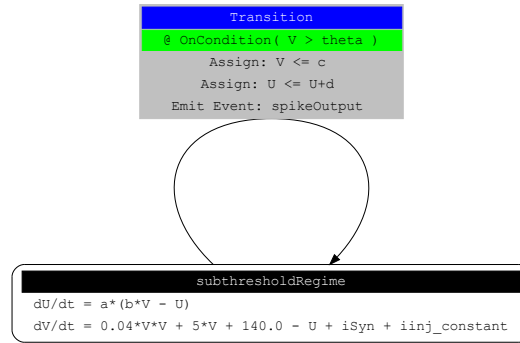 Transition
@ OnCondition( V > theta )
Assign: V <= c
Assign: U <= U+d
Emit Event: spikeOutput
subthresholdRegime
dU/dt = a*(b*V - U)
dV/dt = 0.04*V*V + 5*V + 140.0 - U + iSyn + iinj_constant